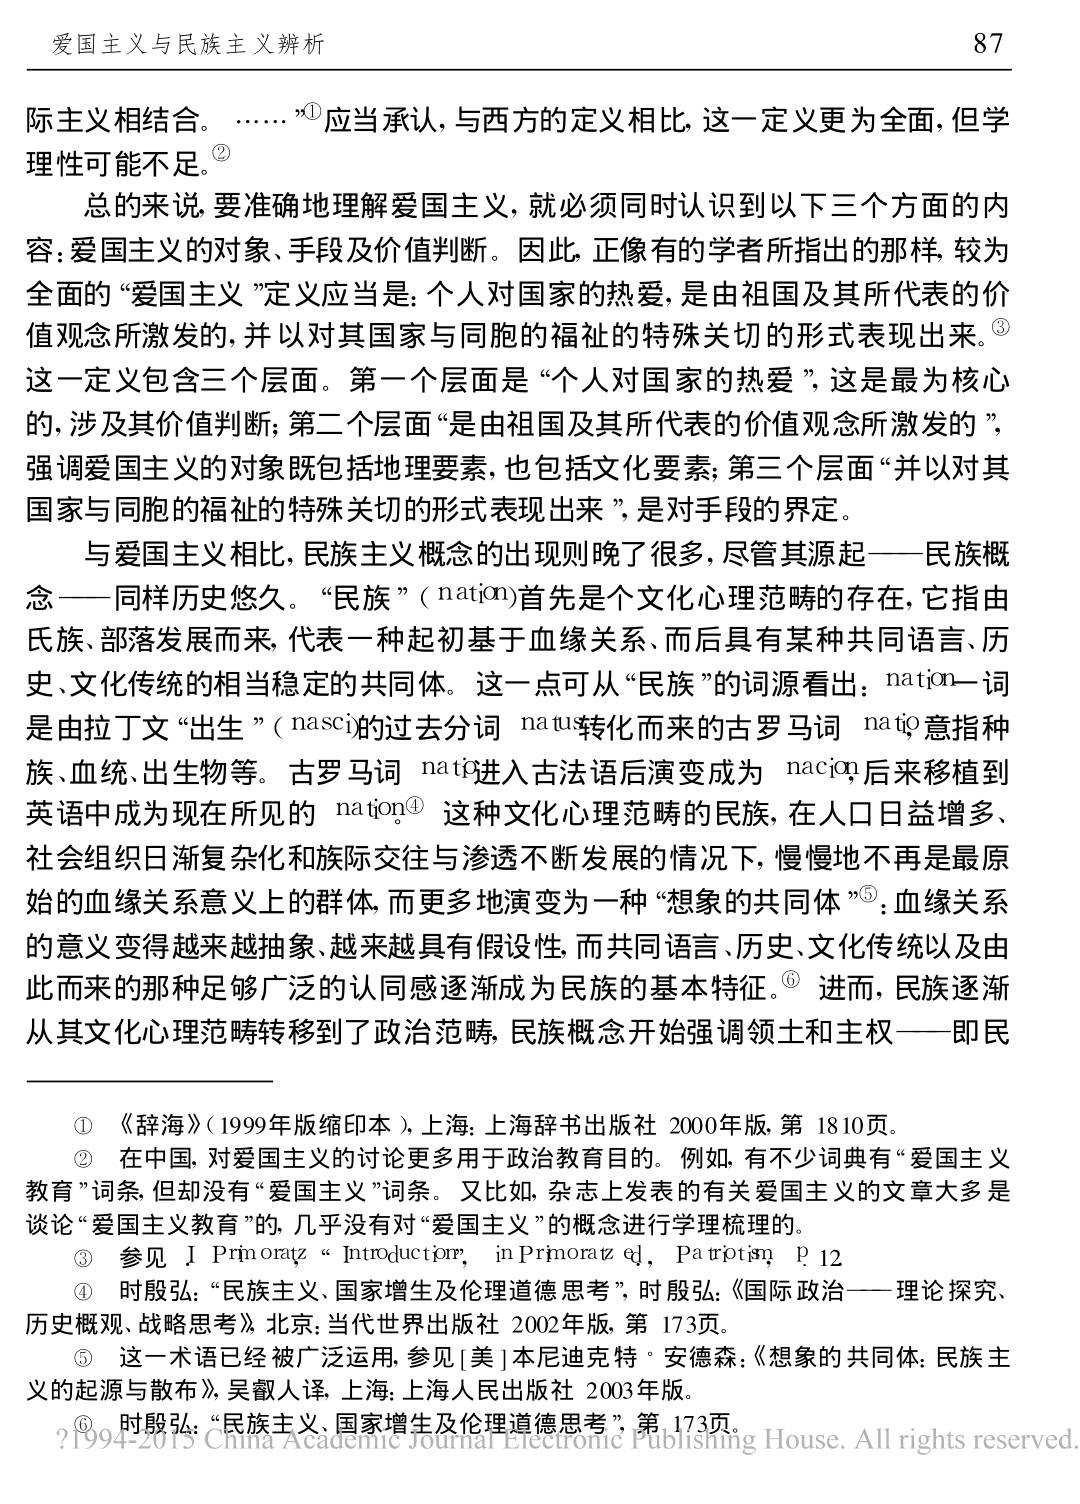 爱国主义与民族主义辨析 87
际主义相结合。……”①应当承认,与西方的定义相比,这一定义更为全面,但学
理性可能不足。②
总的来说,要准确地理解爱国主义,就必须同时认识到以下三个方面的内
容:爱国主义的对象、手段及价值判断。因此,正像有的学者所指出的那样,较为
全面的“爱国主义”定义应当是:个人对国家的热爱,是由祖国及其所代表的价
值观念所激发的,并以对其国家与同胞的福祉的特殊关切的形式表现出来。③
这一定义包含三个层面。第一个层面是“个人对国家的热爱”,这是最为核心
的,涉及其价值判断;第二个层面“是由祖国及其所代表的价值观念所激发的”,
强调爱国主义的对象既包括地理要素,也包括文化要素;第三个层面“并以对其
国家与同胞的福祉的特殊关切的形式表现出来”,是对手段的界定。
与爱国主义相比,民族主义概念的出现则晚了很多,尽管其源起——民族概
念——同样历史悠久。“民族”(nation)首先是个文化心理范畴的存在,它指由
氏族、部落发展而来,代表一种起初基于血缘关系、而后具有某种共同语言、历
史、文化传统的相当稳定的共同体。这一点可从“民族”的词源看出:nation一词
是由拉丁文“出生”(nasci)的过去分词 natus转化而来的古罗马词 natio,意指种
族、血统、出生物等。古罗马词 natio进入古法语后演变成为 nacion,后来移植到
英语中成为现在所见的 nation。④ 这种文化心理范畴的民族,在人口日益增多、
社会组织日渐复杂化和族际交往与渗透不断发展的情况下,慢慢地不再是最原
始的血缘关系意义上的群体,而更多地演变为一种“想象的共同体”⑤:血缘关系
的意义变得越来越抽象、越来越具有假设性,而共同语言、历史、文化传统以及由
此而来的那种足够广泛的认同感逐渐成为民族的基本特征。⑥ 进而,民族逐渐
从其文化心理范畴转移到了政治范畴,民族概念开始强调领土和主权——即民
① 《辞海》(1999年版缩印本),上海:上海辞书出版社 2000年版,第 1810页。
② 在中国,对爱国主义的讨论更多用于政治教育目的。例如,有不少词典有“爱国主义
教育”词条,但却没有“爱国主义”词条。又比如,杂志上发表的有关爱国主义的文章大多是
谈论“爱国主义教育”的,几乎没有对“爱国主义”的概念进行学理梳理的。
③ 参见 I. Primoratz, “Introduction”, in Primoratz ed., Patriotism, p. 12.
④ 时殷弘:“民族主义、国家增生及伦理道德思考”,时殷弘:《国际政治——理论探究、
历史概观、战略思考》,北京:当代世界出版社 2002年版,第 173页。
⑤ 这一术语已经被广泛运用,参见[美]本尼迪克特°安德森:《想象的共同体:民族主
义的起源与散布》,吴叡人译,上海:上海人民出版社 2003年版。
⑥ 时殷弘:“民族主义、国家增生及伦理道德思考”,第 173页。
?1994-2015 China Academic Journal Electronic Publishing House. All rights reserved.